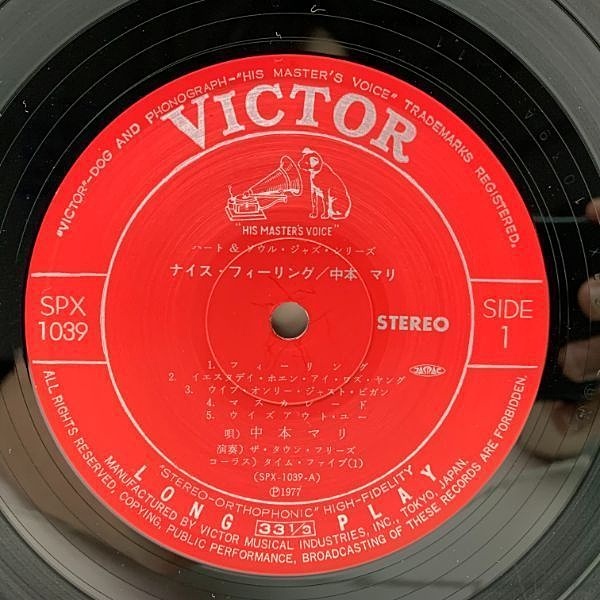 "VICTOR"-DOG AND PHONOGRAPH-"HIS MASTER'S VOICE" TRADEMARKS REGISTERED.
VICTOR
"HIS MASTER'S VOICE"
ハート&ソウル・ジャズ・シリーズ
ナイス・フィーリング/中本 マリ
SPX
1039
STEREO
SIDE
1
JASRAC
1. フィーリング
2. イエスタデイ・ホエン・アイ・ワズ・ヤング
3. ウイブ・オンリー・ジャスト・ビガン
4. マスカレード
5. ウイズアウト・ユー
唄) 中本マリ
演奏) ザ・タウン・フリーズ
コーラス) タイム・ファイブ(1)
(SPX-1039-A)
Ⓟ1977
"STEREO-ORTHOPHONIC" HIGH-FIDELITY
LONG 33 1/3 PLAY
MANUFACTURED BY VICTOR MUSICAL INDUSTRIES, INC., TOKYO, JAPAN.
ALL RIGHTS RESERVED, COPYING, PUBLIC PERFORMANCE, BROADCASTING OF THESE RECORDS ARE FORBIDDEN.